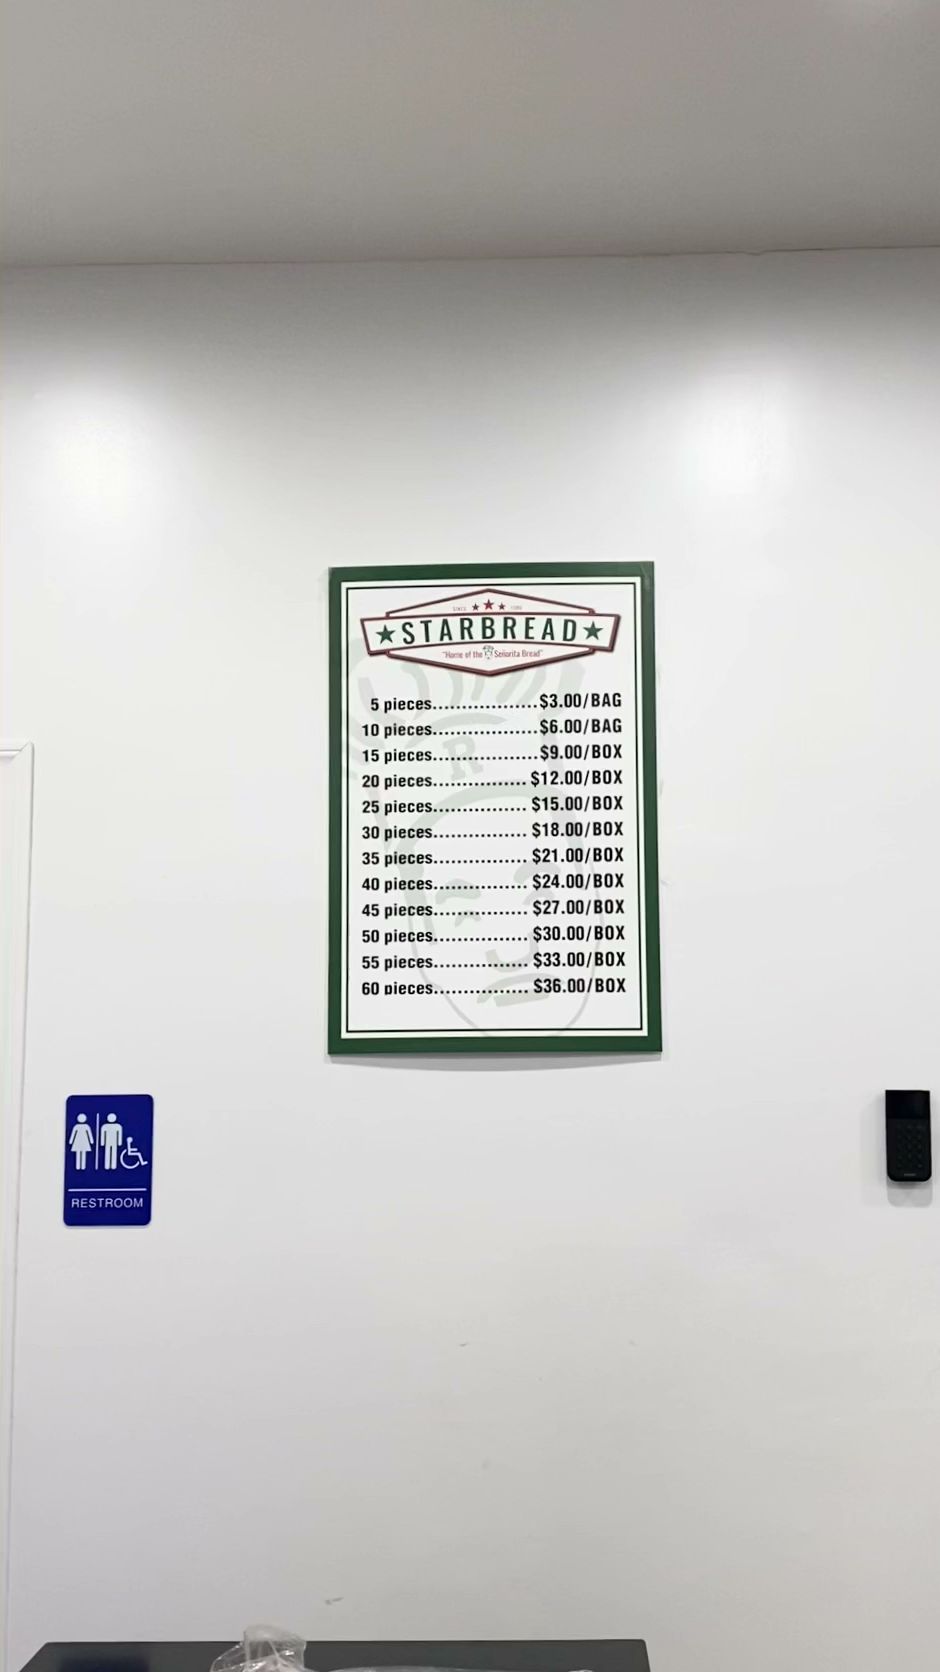 SINCE
STARBREAD
"Home of the Señorita Bread"
5 pieces..................$3.00/BAG
10 pieces..................$6.00/BAG
15 pieces..................$9.00/BOX
20 pieces................ $12.00/BOX
25 pieces................ $15.00/BOX
30 pieces................ $18.00/BOX
35 pieces................ $21.00/BOX
40 pieces................ $24.00/BOX
45 pieces................ $27.00/BOX
50 pieces................ $30.00/BOX
55 pieces................ $33.00/BOX
60 pieces................ $36.00/BOX
R
RESTROOM